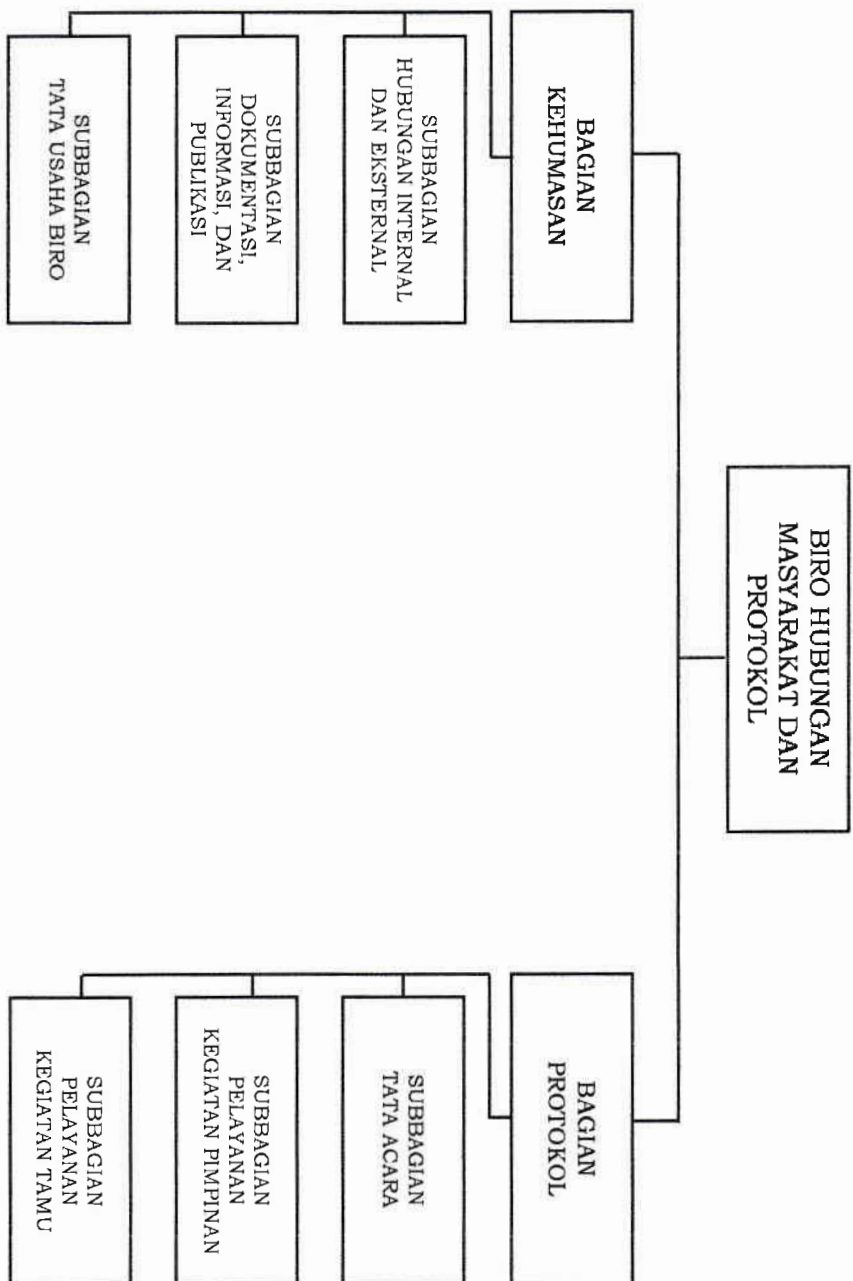 BIRO HUBUNGAN
MASYARAKAT DAN
PROTOKOL
BAGIAN
KEHUMASAN
SUBBAGIAN
HUBUNGAN INTERNAL
DAN EKSTERNAL
SUBBAGIAN
DOKUMENTASI,
INFORMASI, DAN
PUBLIKASI
SUBBAGIAN
TATA USAHA BIRO
BAGIAN
PROTOKOL
SUBBAGIAN
TATA ACARA
SUBBAGIAN
PELAYANAN
KEGIATAN PIMPINAN
SUBBAGIAN
PELAYANAN
KEGIATAN TAMU